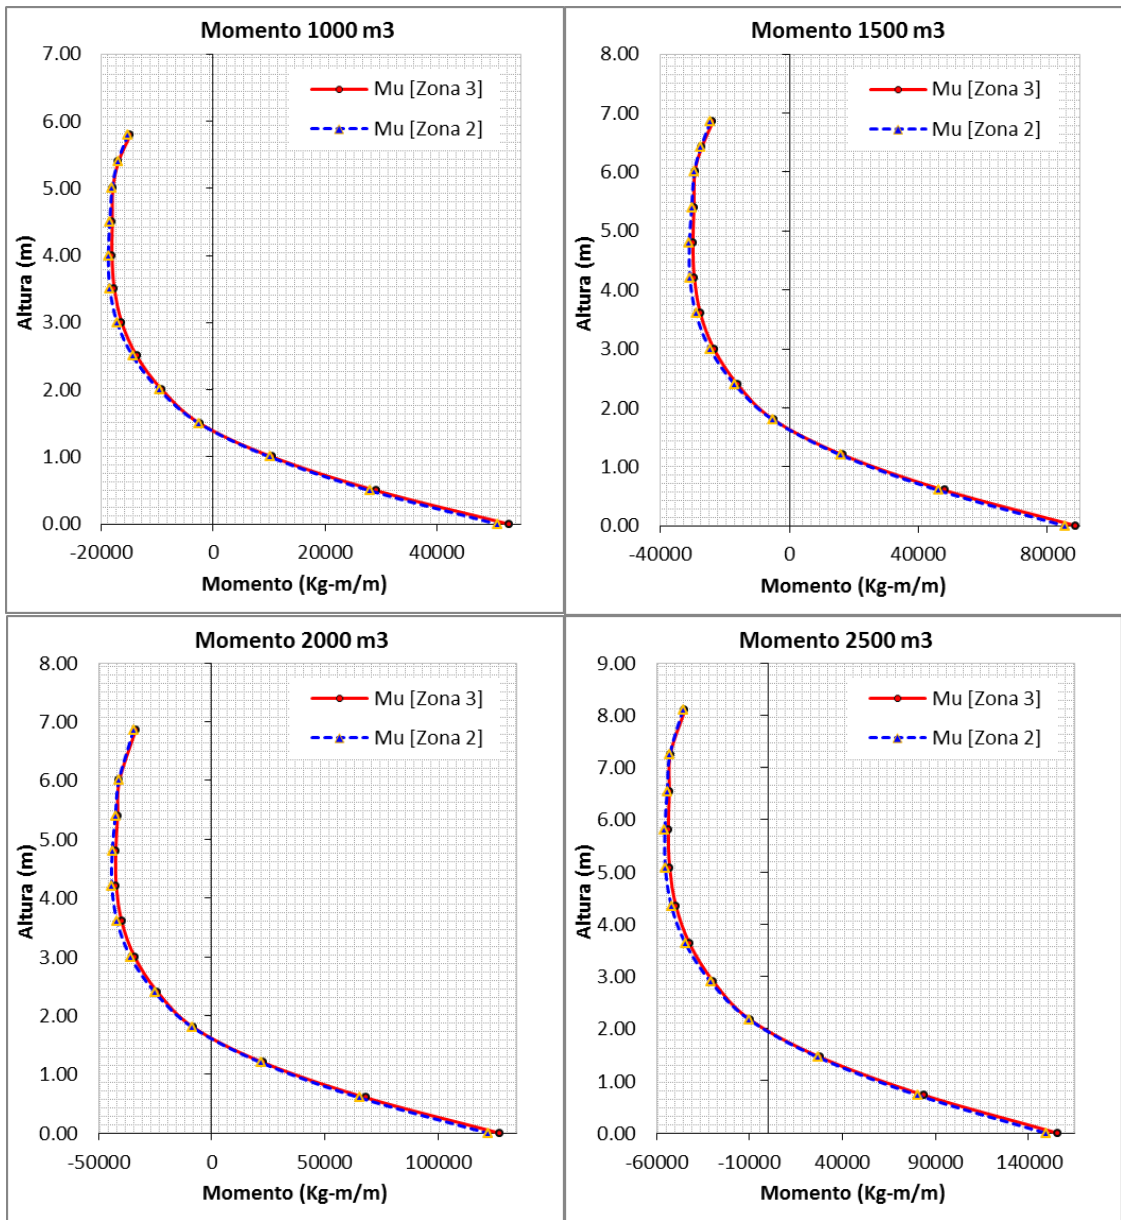 Momento 1000 m3
7.00
6.00
5.00
4.00
3.00
2.00
1.00
0.00
Altura (m)
Mu [Zona 3]
Mu [Zona 2]
-20000 0 20000 40000
Momento (Kg-m/m)
Momento 1500 m3
8.00
7.00
6.00
5.00
4.00
3.00
2.00
1.00
0.00
Altura (m)
Mu [Zona 3]
Mu [Zona 2]
-40000 0 40000 80000
Momento (Kg-m/m)
Momento 2000 m3
8.00
7.00
6.00
5.00
4.00
3.00
2.00
1.00
0.00
Altura (m)
Mu [Zona 3]
Mu [Zona 2]
-50000 0 50000 100000
Momento (Kg-m/m)
Momento 2500 m3
9.00
8.00
7.00
6.00
5.00
4.00
3.00
2.00
1.00
0.00
Altura (m)
Mu [Zona 3]
Mu [Zona 2]
-60000 -10000 40000 90000 140000
Momento (Kg-m/m)